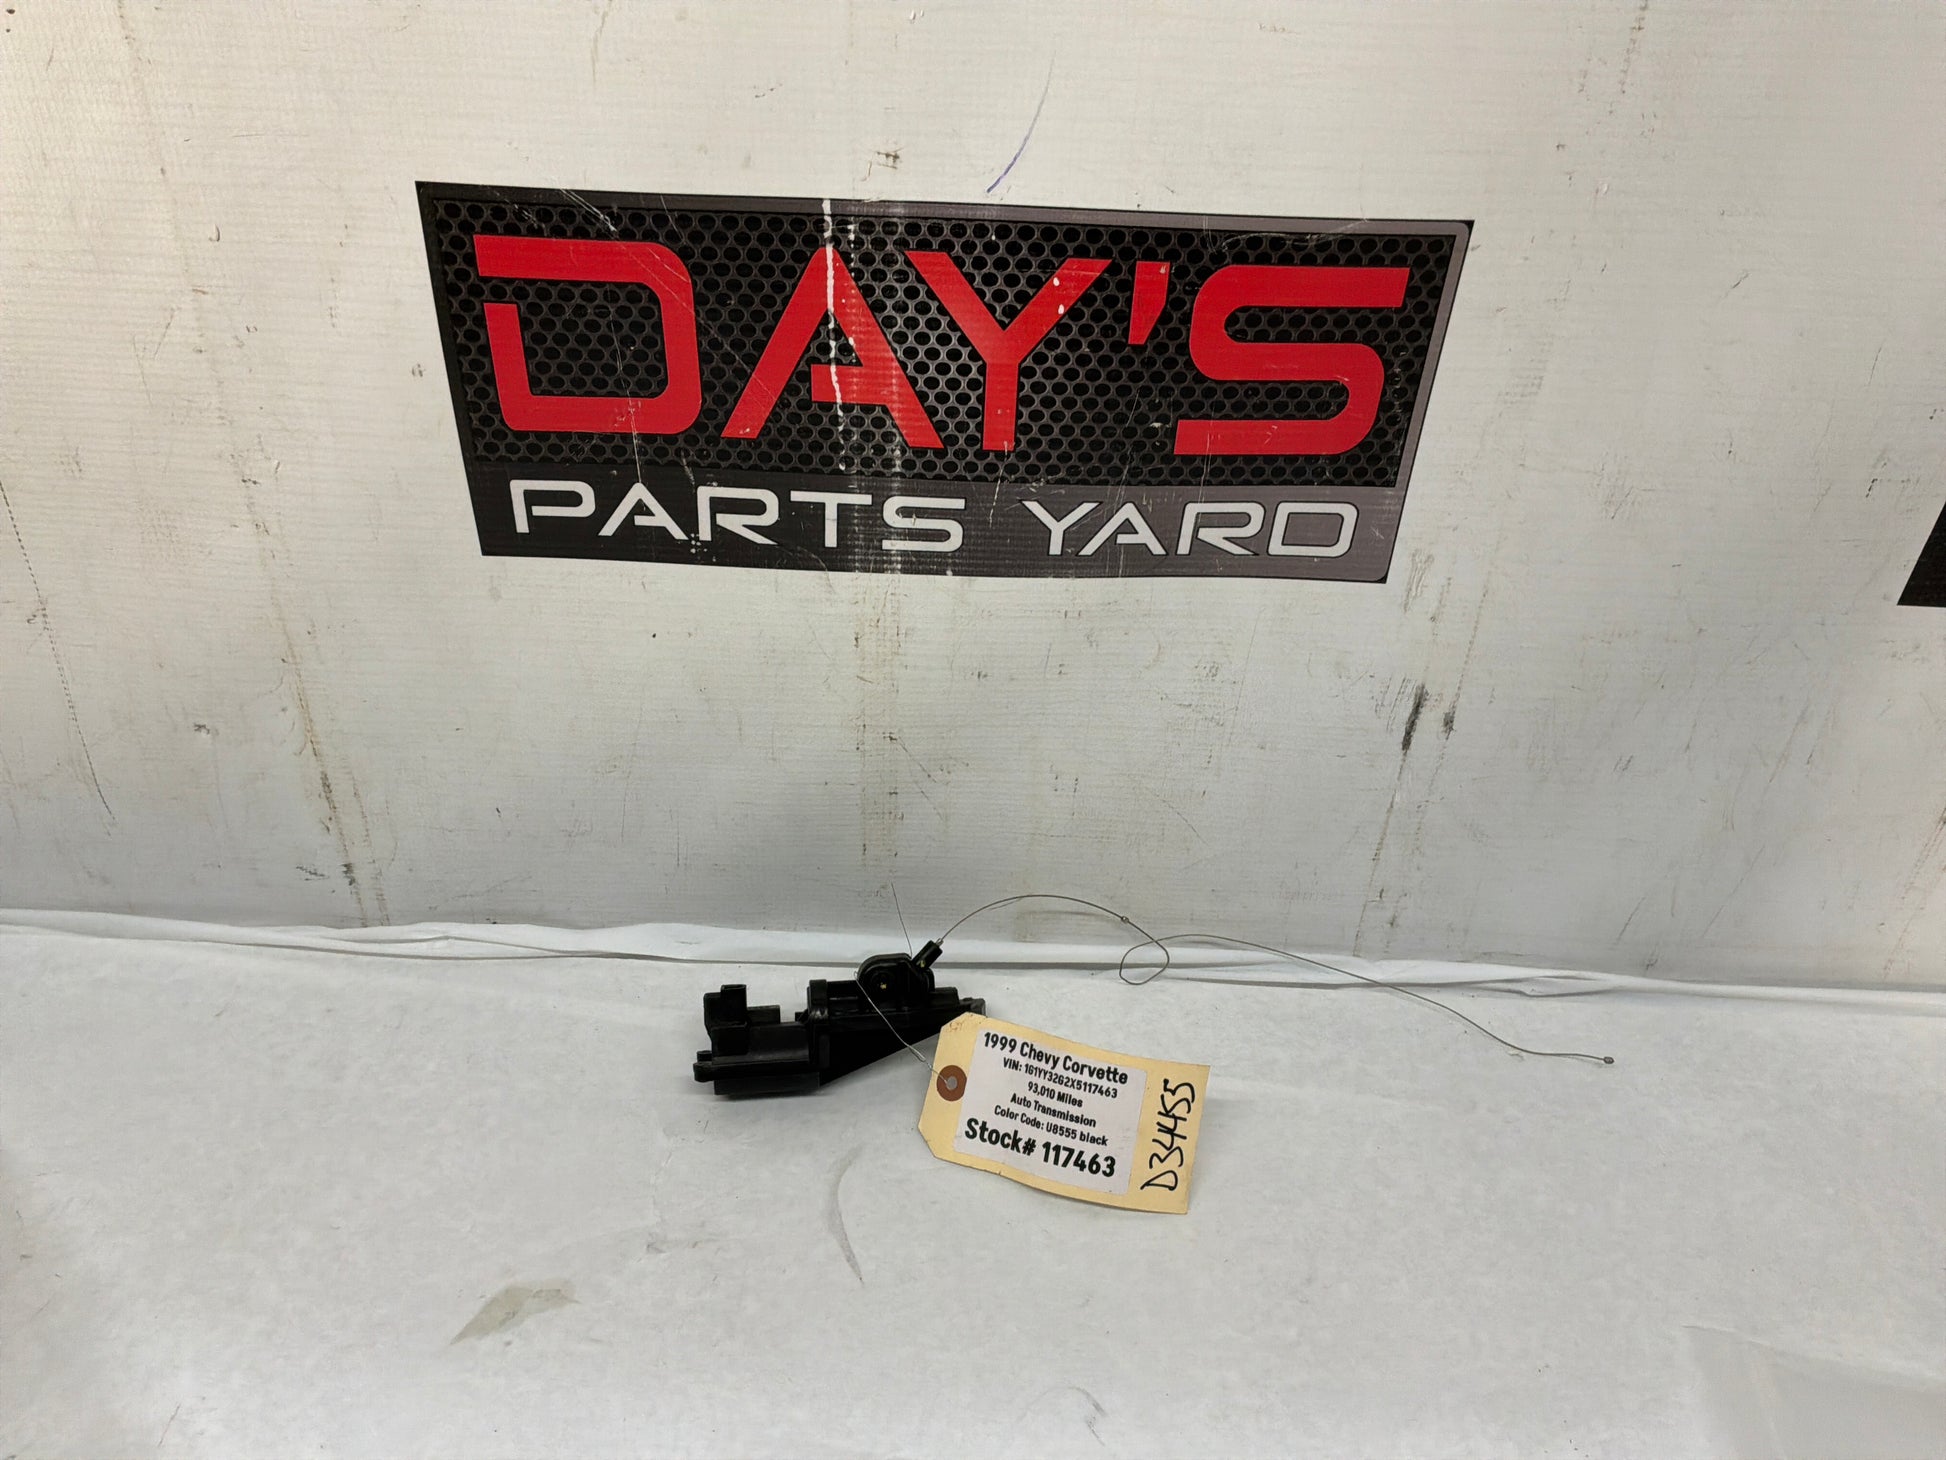 DAY'S
PARTS YARD
1999 Chevy Corvette
VIN: 1G1YY32G2X5117463
93,010 Miles
Auto Transmission
Color Code: U8555 black
Stock# 117463
D34455